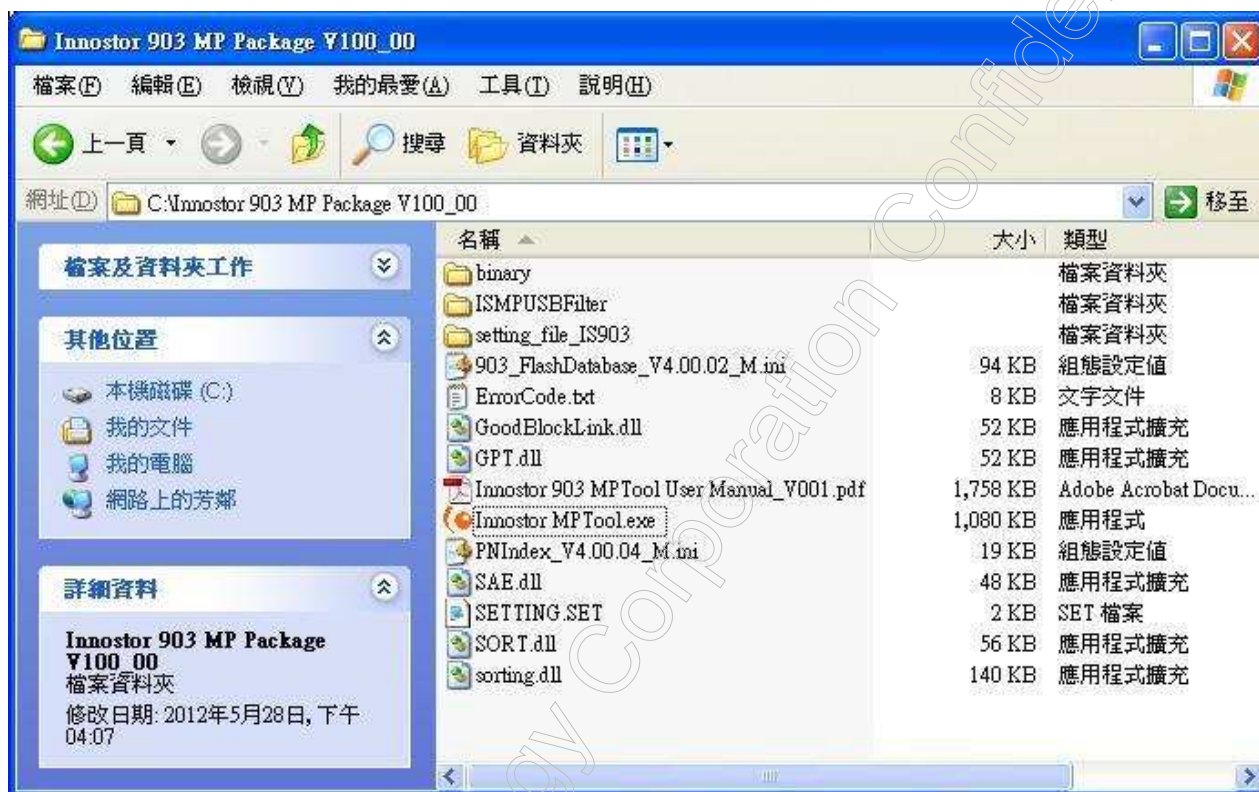 Innostor 903 MP Package V100_00
檔案(F) 編輯(E) 檢視(V) 我的最愛(A) 工具(T) 說明(H)
上一頁 搜尋 資料夾
網址(D) C:\Innostor 903 MP Package V100_00 移至
檔案及資料夾工作
其他位置
本機磁碟 (C:)
我的文件
我的電腦
網路上的芳鄰
詳細資料
Innostor 903 MP Package
V100_00
檔案資料夾
修改日期: 2012年5月28日, 下午
04:07
名稱 大小 類型
binary 檔案資料夾
ISMPUSBFilter 檔案資料夾
setting_file_IS903 檔案資料夾
903_FlashDatabase_V4.00.02_M.ini 94 KB 組態設定值
ErrorCode.txt 8 KB 文字文件
GoodBlockLink.dll 52 KB 應用程式擴充
GPT.dll 52 KB 應用程式擴充
Innostor 903 MPTool User Manual_V001.pdf 1,758 KB Adobe Acrobat Docu...
Innostor MPTool.exe 1,080 KB 應用程式
PNIndex_V4.00.04_M.ini 19 KB 組態設定值
SAE.dll 48 KB 應用程式擴充
SETTING.SET 2 KB SET 檔案
SORT.dll 56 KB 應用程式擴充
sorting.dll 140 KB 應用程式擴充
gy Corporation Confide